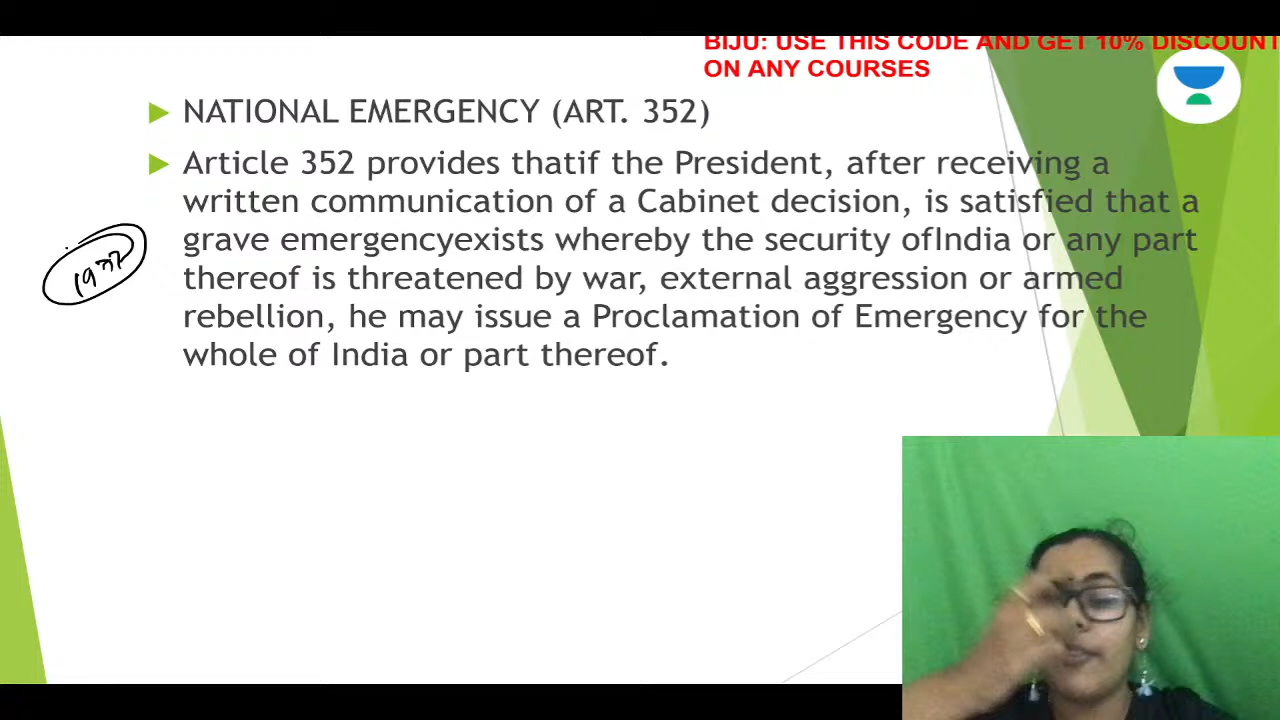 BIJU: USE THIS CODE AND GET 10% DISCOUNT
ON ANY COURSES
NATIONAL EMERGENCY (ART. 352)
Article 352 provides thatif the President, after receiving a
written communication of a Cabinet decision, is satisfied that a
grave emergencyexists whereby the security ofIndia or any part
1977
thereof is threatened by war, external aggression or armed
rebellion, he may issue a Proclamation of Emergency for the
whole of India or part thereof.